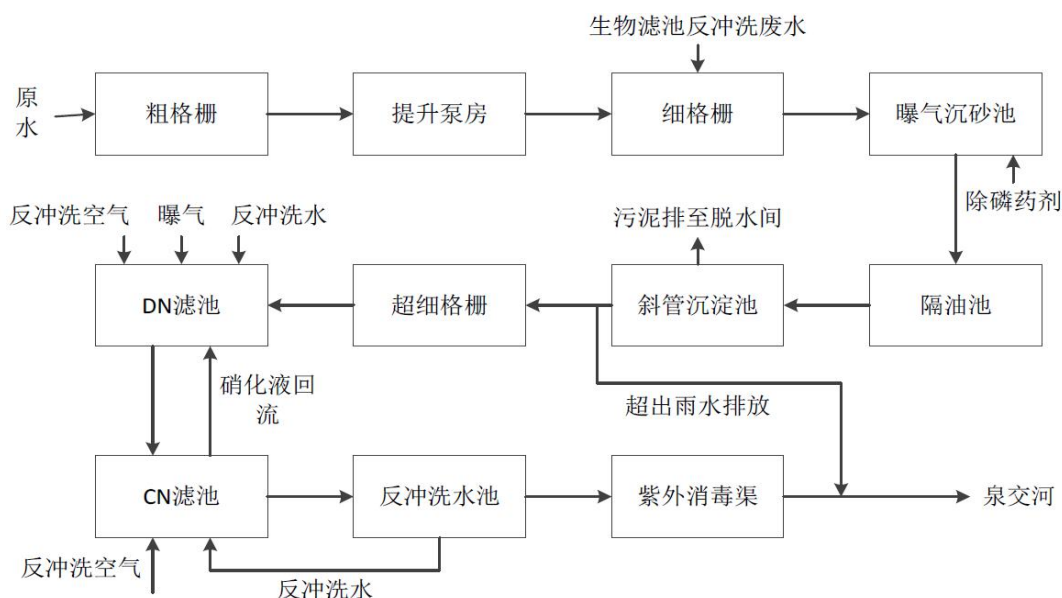 生物滤池反冲洗废水
原
水
粗格栅
提升泵房
细格栅
曝气沉砂池
除磷药剂
反冲洗空气
曝气
反冲洗水
污泥排至脱水间
DN滤池
超细格栅
斜管沉淀池
隔油池
硝化液回
流
超出雨水排放
CN滤池
反冲洗水池
紫外消毒渠
泉交河
反冲洗空气
反冲洗水